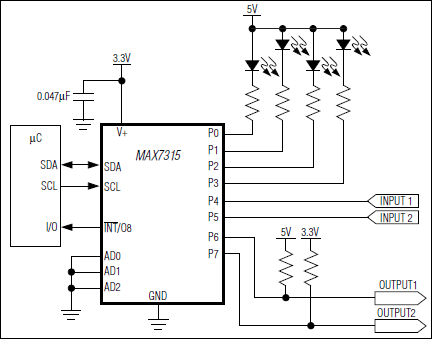 5V
3.3V
0.047µF
V+
µC
MAX7315
P0
P1
P2
P3
P4
P5
P6
P7
SDA
SDA
SCL
SCL
I/O
INT/O8
AD0
AD1
AD2
GND
INPUT 1
INPUT 2
5V
3.3V
OUTPUT1
OUTPUT2